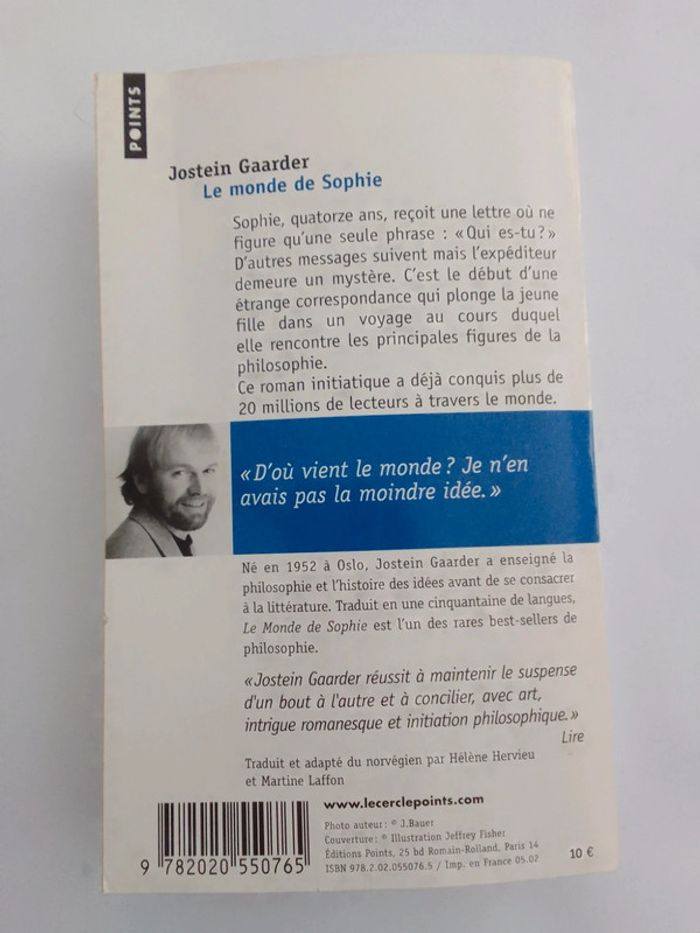 POINTS
Jostein Gaarder
Le monde de Sophie
Sophie, quatorze ans, reçoit une lettre où ne
figure qu’une seule phrase : « Qui es-tu ? »
D’autres messages suivent mais l’expéditeur
demeure un mystère. C’est le début d’une
étrange correspondance qui plonge la jeune
fille dans un voyage au cours duquel
elle rencontre les principales figures de la
philosophie.
Ce roman initiatique a déjà conquis plus de
20 millions de lecteurs à travers le monde.
« D’où vient le monde ? Je n’en
avais pas la moindre idée. »
Né en 1952 à Oslo, Jostein Gaarder a enseigné la
philosophie et l’histoire des idées avant de se consacrer
à la littérature. Traduit en une cinquantaine de langues,
Le Monde de Sophie est l’un des rares best-sellers de
philosophie.
«Jostein Gaarder réussit à maintenir le suspense
d'un bout à l'autre et à concilier, avec art,
intrigue romanesque et initiation philosophique.»
Lire
Traduit et adapté du norvégien par Hélène Hervieu
et Martine Laffon
www.lecerclepoints.com
Photo auteur : © J.Bauer
Couverture : © Illustration Jeffrey Fisher
Éditions Points, 25 bd Romain-Rolland, Paris 14
ISBN 978.2.02.055076.5 / Imp. en France 05.02
10 €
9 782020 550765